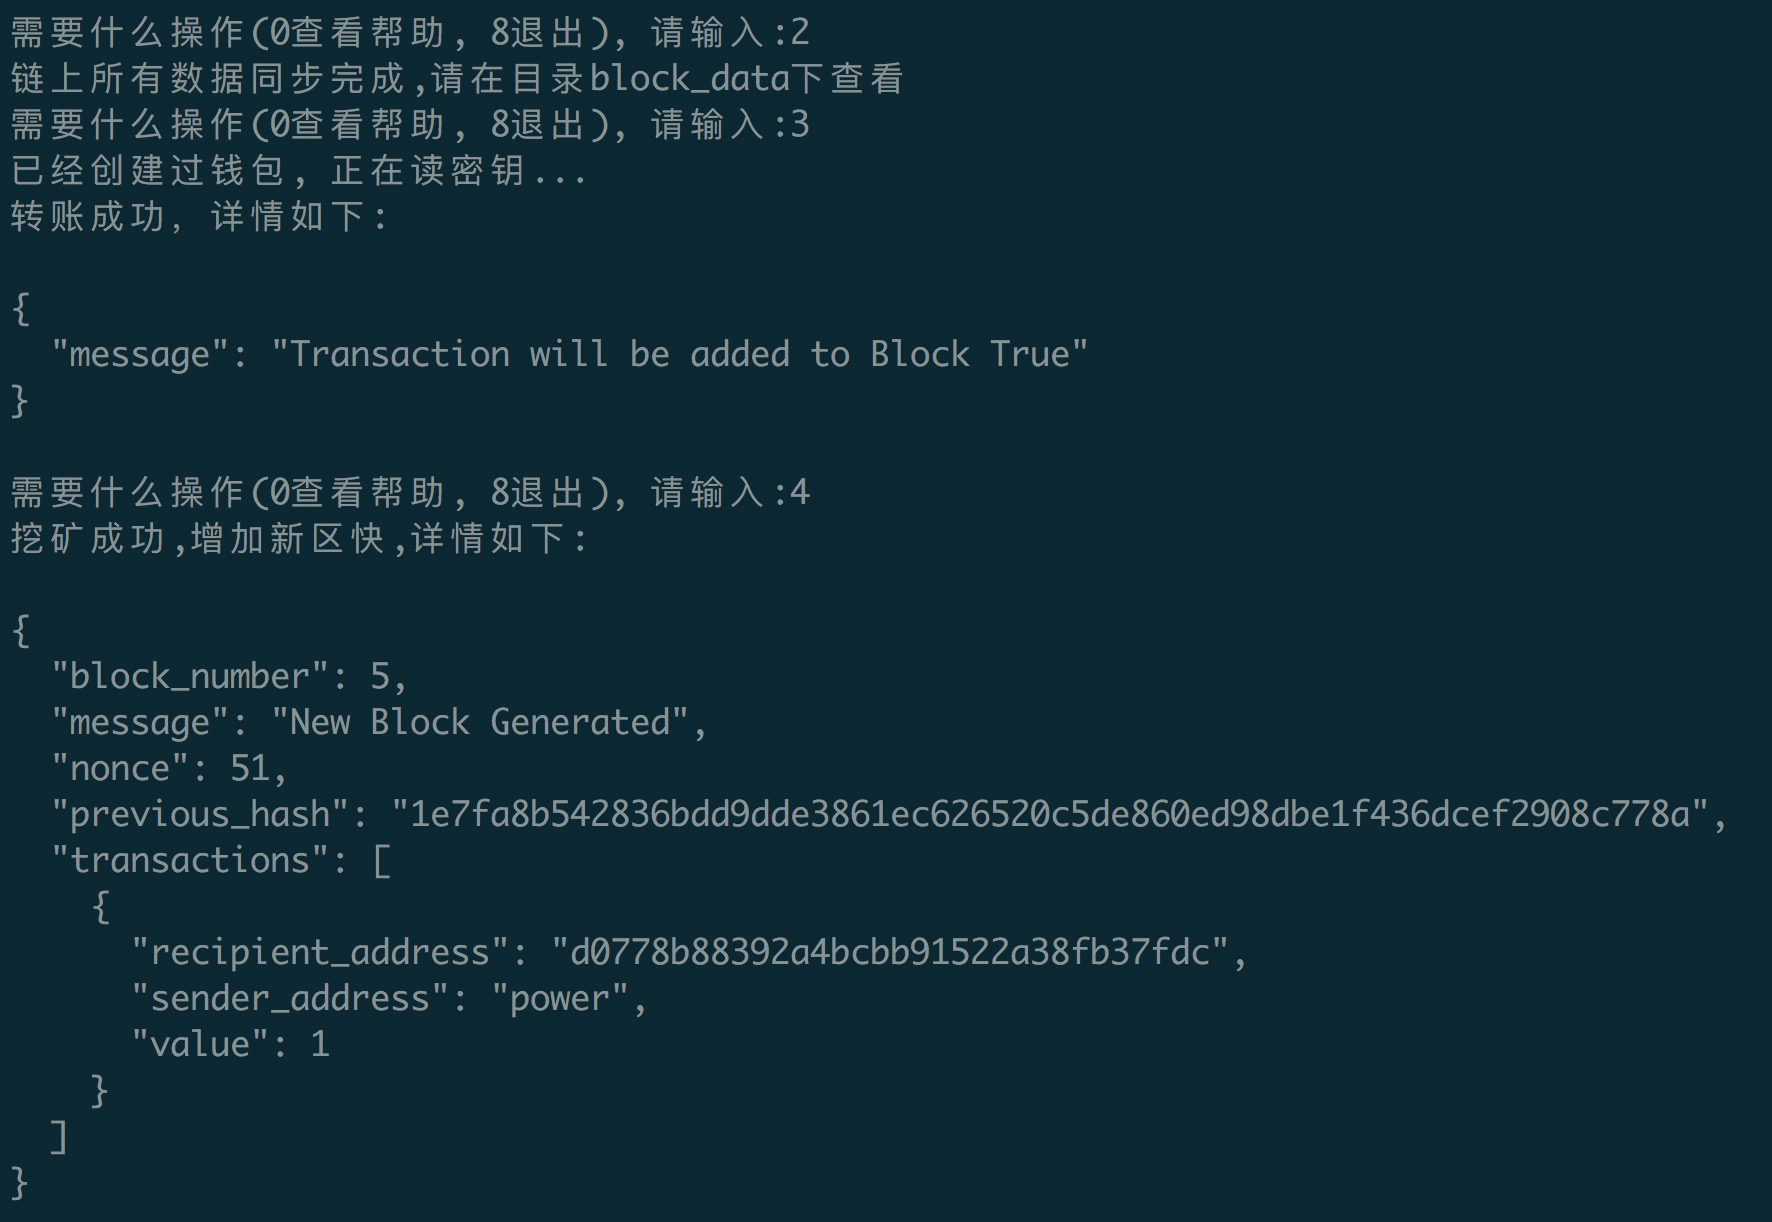 需要什么操作(0查看帮助, 8退出), 请输入:2
链上所有数据同步完成,请在目录block_data下查看
需要什么操作(0查看帮助, 8退出), 请输入:3
已经创建过钱包, 正在读密钥...
转账成功, 详情如下:
{
  "message": "Transaction will be added to Block True"
}
需要什么操作(0查看帮助, 8退出), 请输入:4
挖矿成功,增加新区快,详情如下:
{
  "block_number": 5,
  "message": "New Block Generated",
  "nonce": 51,
  "previous_hash": "1e7fa8b542836bdd9dde3861ec626520c5de860ed98dbe1f436dcef2908c778a",
  "transactions": [
    {
      "recipient_address": "d0778b88392a4bcbb91522a38fb37fdc",
      "sender_address": "power",
      "value": 1
    }
  ]
}